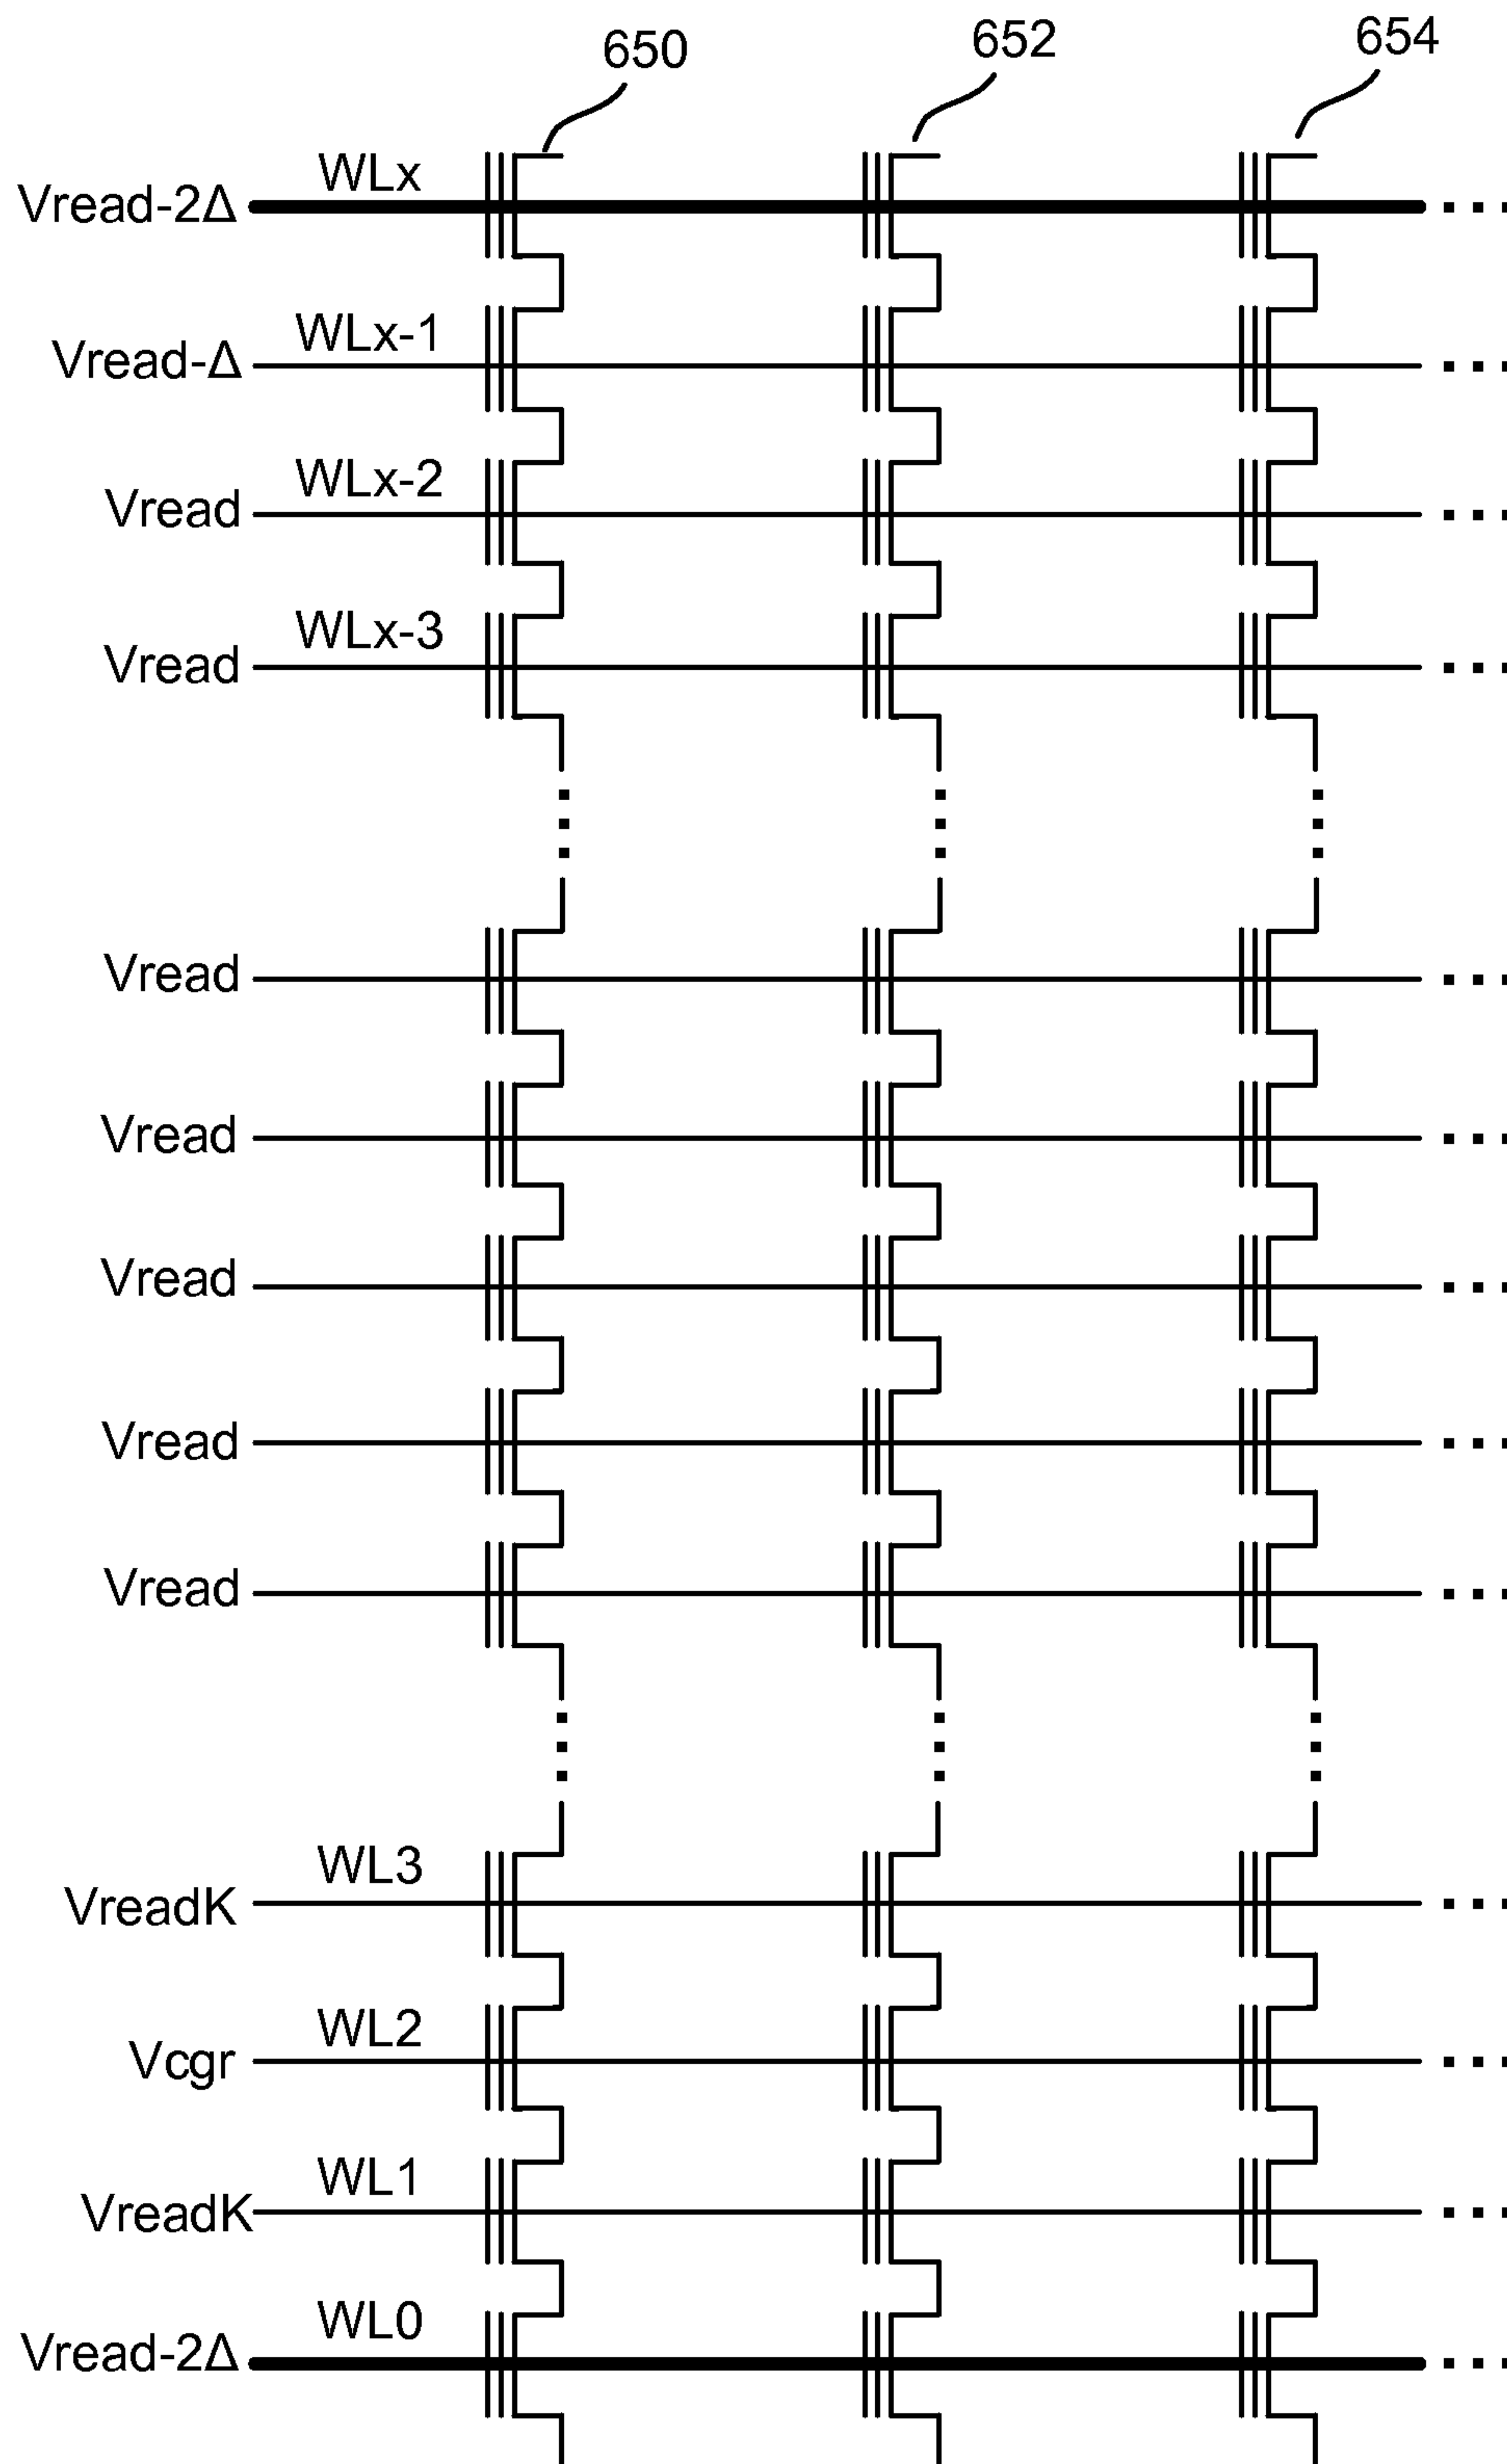 650 652 654
Vread-2Δ WLx
Vread-Δ WLx-1
Vread WLx-2
Vread WLx-3
Vread
Vread
Vread
Vread
Vread
VreadK WL3
Vcgr WL2
VreadK WL1
Vread-2Δ WL0